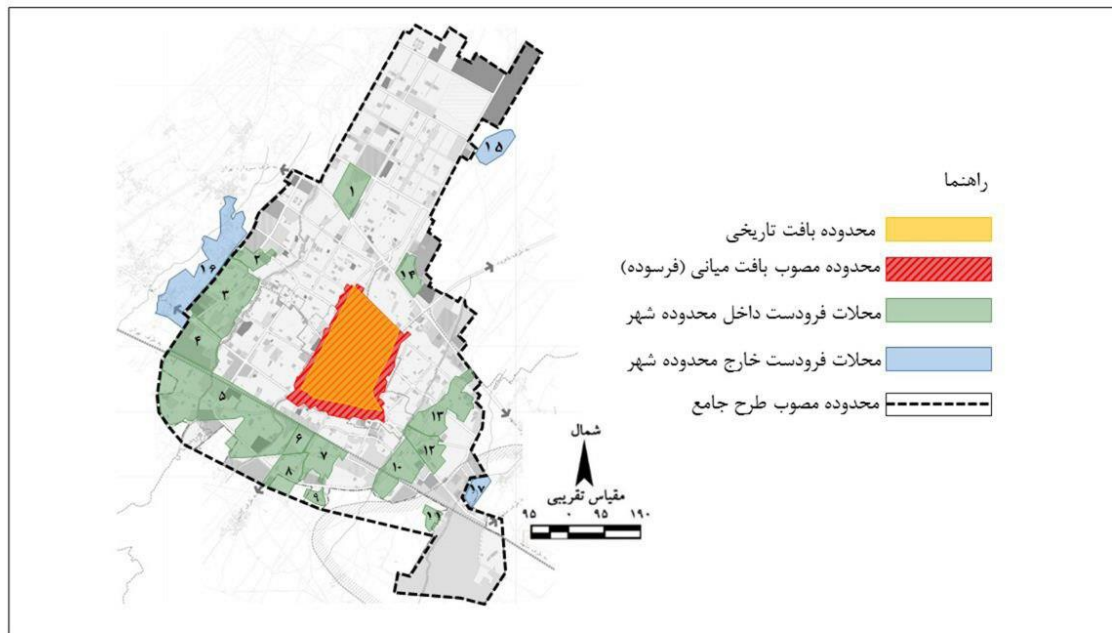 ۱۵
۱
۱۶
۲
۱۴
۳
۴
۵
۱۳
۶
۷
۱۲
۸
۱۰
۹
۱۷
۱۱
شمال
مقیاس تقریبی
۹۵ ۰ ۹۵ ۱۹۰
راهنما
محدوده بافت تاریخی
محدوده مصوب بافت میانی (فرسوده)
محلات فرودست داخل محدوده شهر
محلات فرودست خارج محدوده شهر
محدوده مصوب طرح جامع